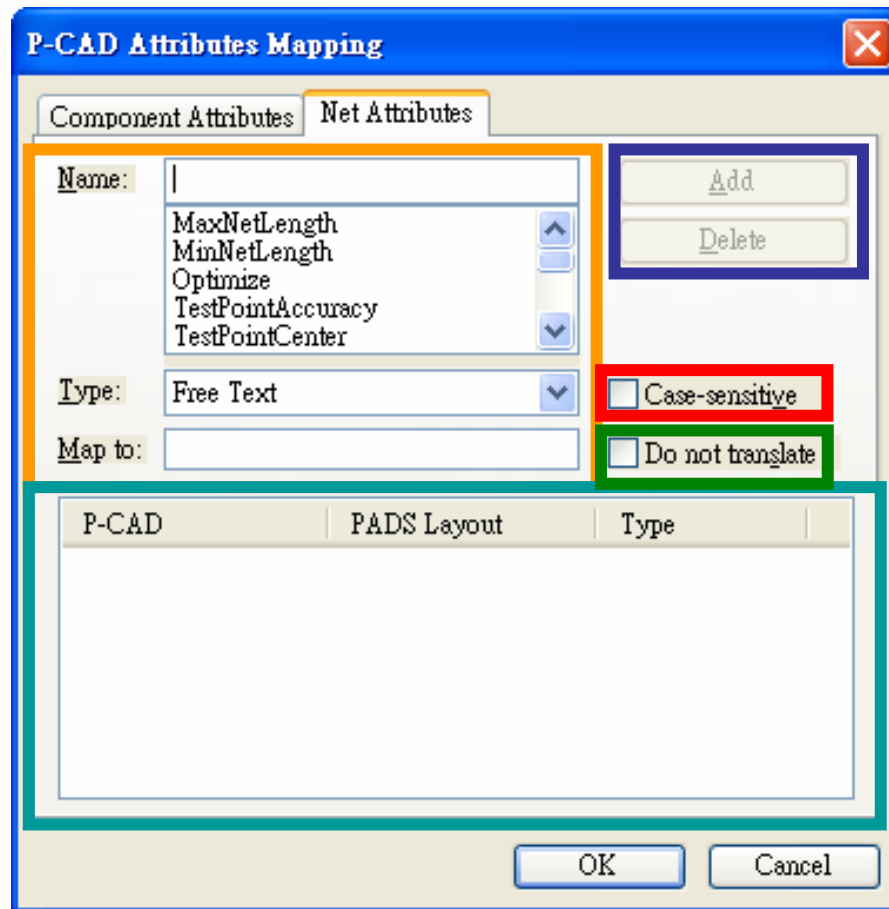 P-CAD Attributes Mapping
Component Attributes Net Attributes
Name: Add
MaxNetLength
MinNetLength Delete
Optimize
TestPointAccuracy
TestPointCenter
Type: Free Text Case-sensitive
Map to: Do not translate
P-CAD PADS Layout Type
OK Cancel